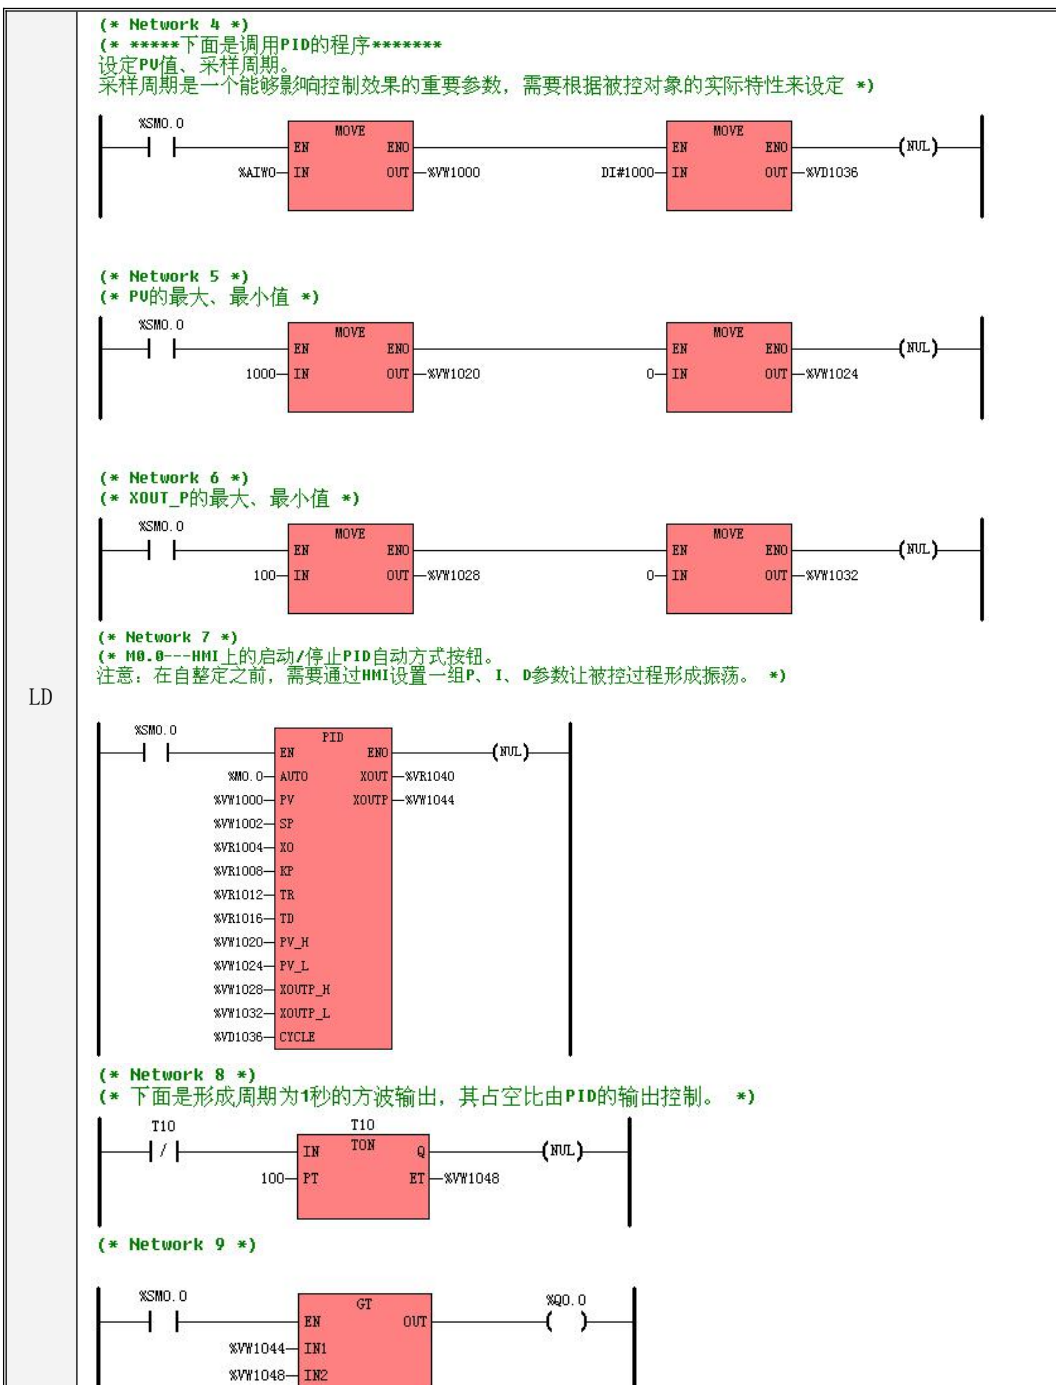 (* Network 4 *)
(* *****下面是调用PID的程序*******
设定PV值、采样周期。
采样周期是一个能够影响控制效果的重要参数，需要根据被控对象的实际特性来设定 *)
%SM0.0
MOVE
MOVE
EN ENO
EN ENO
(NUL)
%AIW0 IN OUT %VW1000
DI#1000 IN OUT %VD1036
(* Network 5 *)
(* PV的最大、最小值 *)
%SM0.0
MOVE
MOVE
EN ENO
EN ENO
(NUL)
1000 IN OUT %VW1020
0 IN OUT %VW1024
(* Network 6 *)
(* XOUT_P的最大、最小值 *)
%SM0.0
MOVE
MOVE
EN ENO
EN ENO
(NUL)
100 IN OUT %VW1028
0 IN OUT %VW1032
(* Network 7 *)
(* M0.0---HMI上的启动/停止PID自动方式按钮。
注意：在自整定之前，需要通过HMI设置一组P、I、D参数让被控过程形成振荡。 *)
LD
%SM0.0
PID
EN ENO
(NUL)
%M0.0 AUTO XOUT %VR1040
%VW1000 PV XOUTP %VW1044
%VW1002 SP
%VR1004 XO
%VR1008 KP
%VR1012 TR
%VR1016 TD
%VW1020 PV_H
%VW1024 PV_L
%VW1028 XOUTP_H
%VW1032 XOUTP_L
%VD1036 CYCLE
(* Network 8 *)
(* 下面是形成周期为1秒的方波输出，其占空比由PID的输出控制。 *)
T10
T10
/ IN TON Q (NUL)
100 PT ET %VW1048
(* Network 9 *)
%SM0.0
GT
%Q0.0
EN OUT ( )
%VW1044 IN1
%VW1048 IN2